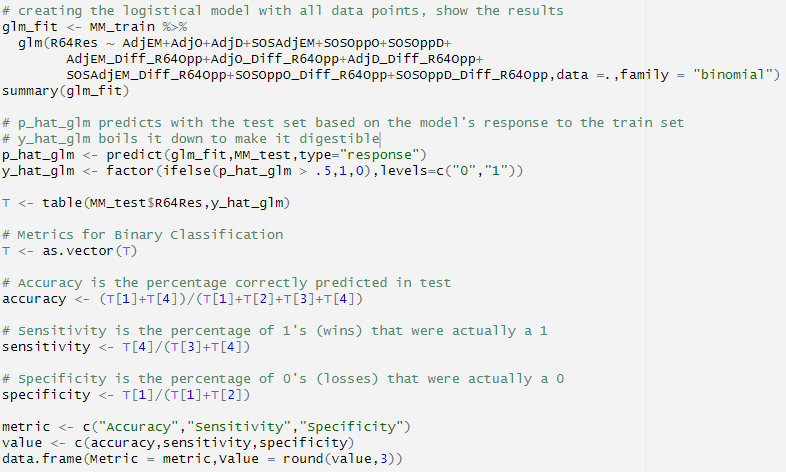 # creating the logistical model with all data points, show the results
glm_fit <- MM_train %>%
  glm(R64Res ~ AdjEM+AdjO+AdjD+SOSAdjEM+SOSOppO+SOSOppD+
        AdjEM_Diff_R64Opp+AdjO_Diff_R64Opp+AdjD_Diff_R64Opp+
        SOSAdjEM_Diff_R64Opp+SOSOppO_Diff_R64Opp+SOSOppD_Diff_R64Opp,data =.,family = "binomial")
summary(glm_fit)

# p_hat_glm predicts with the test set based on the model's response to the train set
# y_hat_glm boils it down to make it digestible
p_hat_glm <- predict(glm_fit,MM_test,type="response")
y_hat_glm <- factor(ifelse(p_hat_glm > .5,1,0),levels=c("0","1"))

T <- table(MM_test$R64Res,y_hat_glm)

# Metrics for Binary Classification
T <- as.vector(T)

# Accuracy is the percentage correctly predicted in test
accuracy <- (T[1]+T[4])/(T[1]+T[2]+T[3]+T[4])

# Sensitivity is the percentage of 1's (wins) that were actually a 1
sensitivity <- T[4]/(T[3]+T[4])

# Specificity is the percentage of 0's (losses) that were actually a 0
specificity <- T[1]/(T[1]+T[2])

metric <- c("Accuracy","Sensitivity","Specificity")
value <- c(accuracy,sensitivity,specificity)
data.frame(Metric = metric,Value = round(value,3))